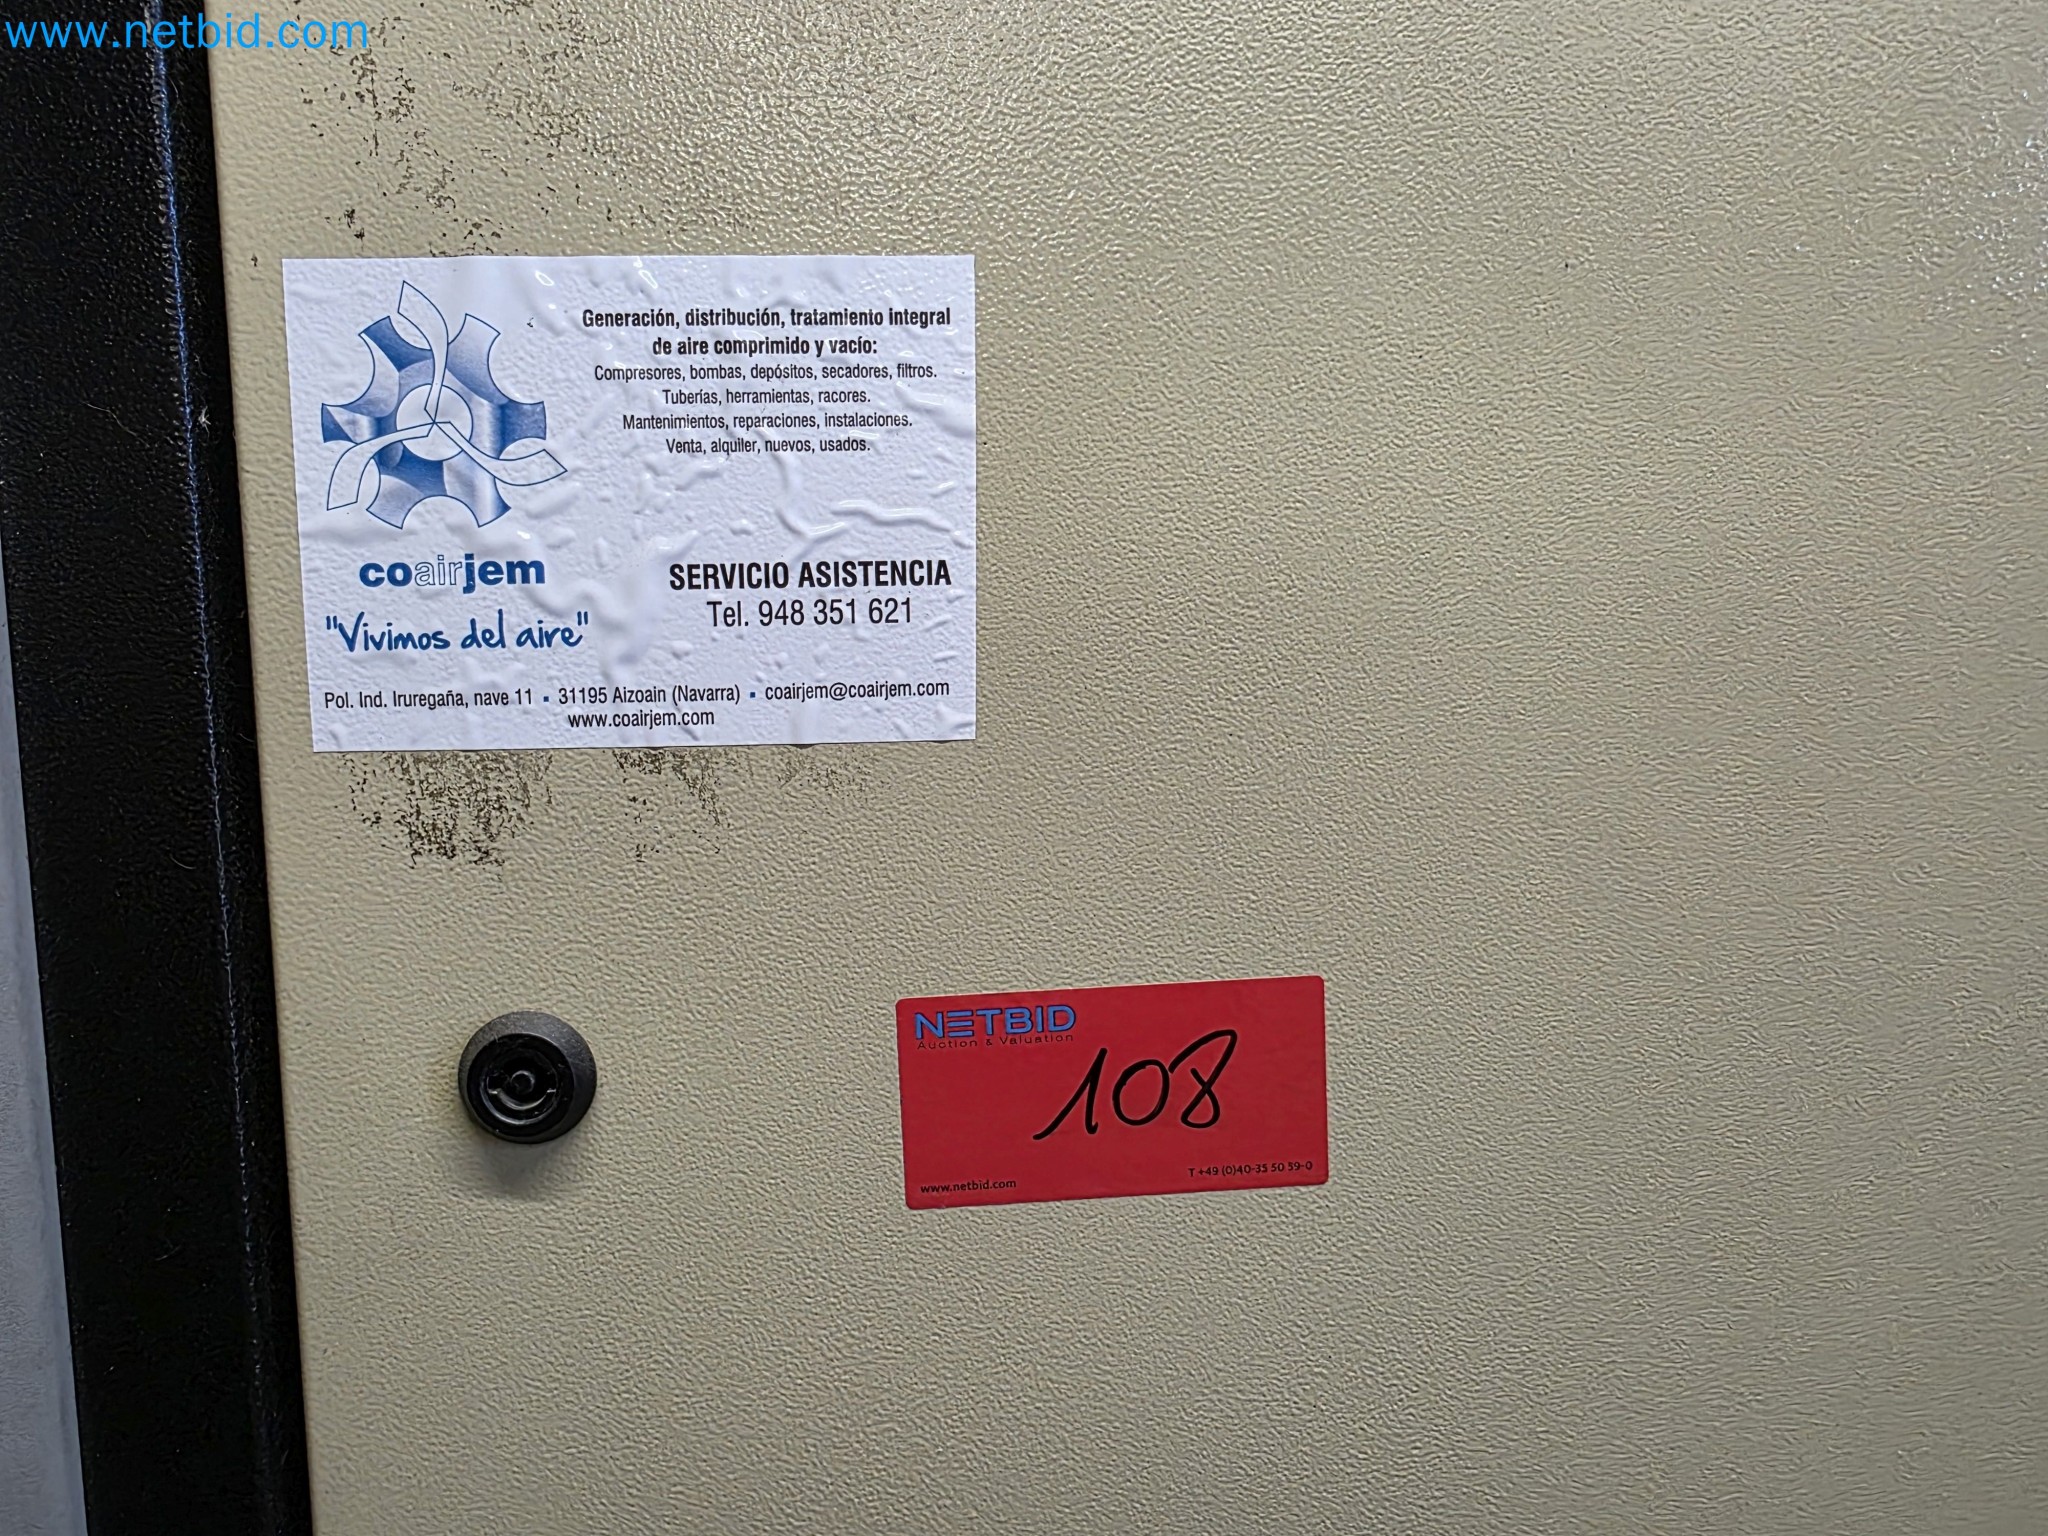 www.netbid.com
Generación, distribución, tratamiento integral
de aire comprimido y vacío:
Compresores, bombas, depósitos, secadores, filtros.
Tuberías, herramientas, racores.
Mantenimientos, reparaciones, instalaciones.
Venta, alquiler, nuevos, usados.
coairjem
"Vivimos del aire"
SERVICIO ASISTENCIA
Tel. 948 351 621
Pol. Ind. Iruregaña, nave 11 ▪ 31195 Aizoain (Navarra) ▪ coairjem@coairjem.com
www.coairjem.com
NETBID
Auction & Valuation
108
www.netbid.com
T +49 (0)40-35 50 59-0